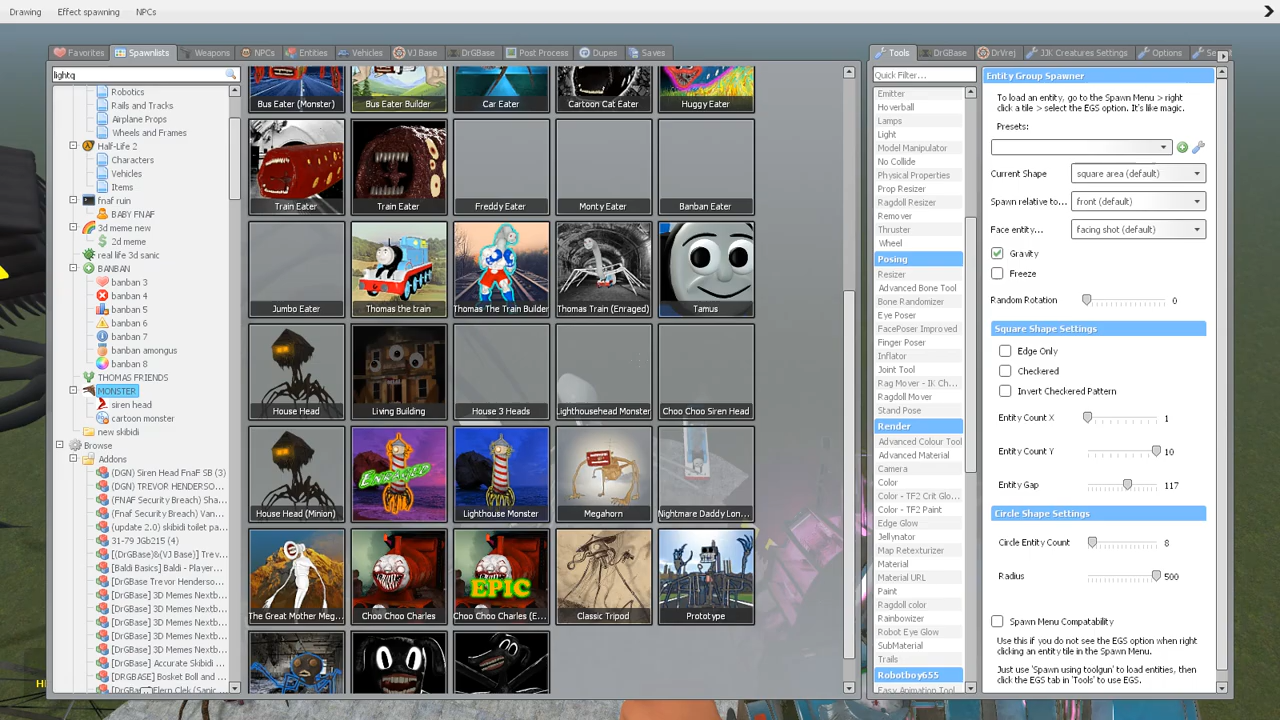 Drawing Effect spawning NPCs
Favorites Spawnlists Weapons NPCs Entities Vehicles VJ Base DrGBase Post Process Dupes Saves
lightq
Robotics
Rails and Tracks
Airplane Props
Wheels and Frames
Half-Life 2
Characters
Vehicles
Items
fnaf ruin
BABY FNAF
3d meme new
2d meme
real life 3d sanic
BANBAN
banban 3
banban 4
banban 5
banban 6
banban 7
banban amongus
banban 8
THOMAS FRIENDS
MONSTER
siren head
cartoon monster
new skibidi
Browse
Addons
(DGN) Siren Head FnaF SB (3)
(DGN) TREVOR HENDERSO...
(FNAF Security Breach) Sha...
(Fnaf Security Breach) Van...
(update 2.0) skibidi toilet pa...
31-79 JGb215 (4)
[(DrGBase)&(VJ Base)] Trev...
[Baldi Basics] Baldi - Player...
[DrGBase Trevor Henderso...
[DrGBase] 3D Memes Nextb...
[DrGBase] 3D Memes Nextb...
[DrGBase] 3D Memes Nextb...
[DrGBase] 3D Memes Nextb...
[DrGBase] 3D Memes Nextb...
[DrGBase] Accurate Skibidi
[DRGBASE] Bosket Boll and
Bus Eater (Monster) Bus Eater Builder Car Eater Cartoon Cat Eater Huggy Eater
Train Eater Train Eater Freddy Eater Monty Eater Banban Eater
Jumbo Eater Thomas the train Thomas The Train Builder Thomas Train (Enraged) Tamus
House Head Living Building House 3 Heads Lighthousehead Monster Choo Choo Siren Head
ENRAGED
House Head (Minion) Lighthouse Monster Megahorn Nightmare Daddy Lon...
EPIC
The Great Mother Meg... Choo Choo Charles Choo Choo Charles (E... Classic Tripod Prototype
Tools DrGBase DrVrej JJK Creatures Settings Options
Quick Filter...
Emitter
Hoverball
Lamps
Light
Model Manipulator
No Collide
Physical Properties
Prop Resizer
Ragdoll Resizer
Remover
Thruster
Wheel
Posing
Resizer
Advanced Bone Tool
Bone Randomizer
Eye Poser
FacePoser Improved
Finger Poser
Inflator
Joint Tool
Rag Mover - IK Ch...
Ragdoll Mover
Stand Pose
Render
Advanced Colour Tool
Advanced Material
Camera
Color
Color - TF2 Crit Glo...
Color - TF2 Paint
Edge Glow
Jellynator
Map Retexturizer
Material
Material URL
Paint
Ragdoll color
Rainbowizer
Robot Eye Glow
SubMaterial
Trails
Robotboy655
Easy Animation Tool
Entity Group Spawner
To load an entity, go to the Spawn Menu > right
click a tile > select the EGS option. It's like magic.
Presets:
Current Shape square area (default)
Spawn relative to... front (default)
Face entity... facing shot (default)
Gravity
Freeze
Random Rotation 0
Square Shape Settings
Edge Only
Checkered
Invert Checkered Pattern
Entity Count X 1
Entity Count Y 10
Entity Gap 117
Circle Shape Settings
Circle Entity Count 8
Radius 500
Spawn Menu Compatability
Use this if you do not see the EGS option when right
clicking an entity tile in the Spawn Menu.
Just use 'Spawn using toolgun' to load entities, then
click the EGS tab in 'Tools' to use EGS.